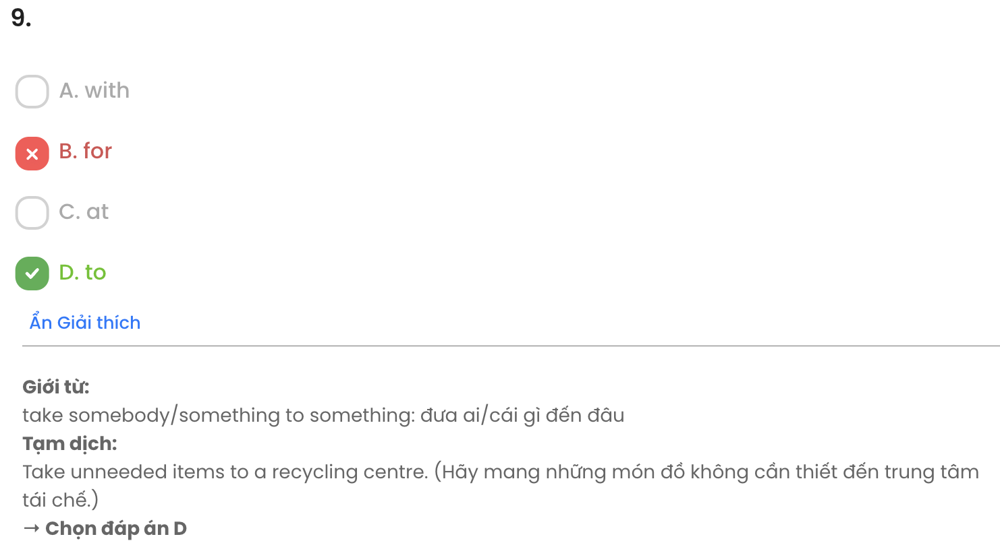 9.
A. with
B. for
C. at
D. to
Ẩn Giải thích
Giới từ:
take somebody/something to something: đưa ai/cái gì đến đâu
Tạm dịch:
Take unneeded items to a recycling centre. (Hãy mang những món đồ không cần thiết đến trung tâm
tái chế.)
→ Chọn đáp án D